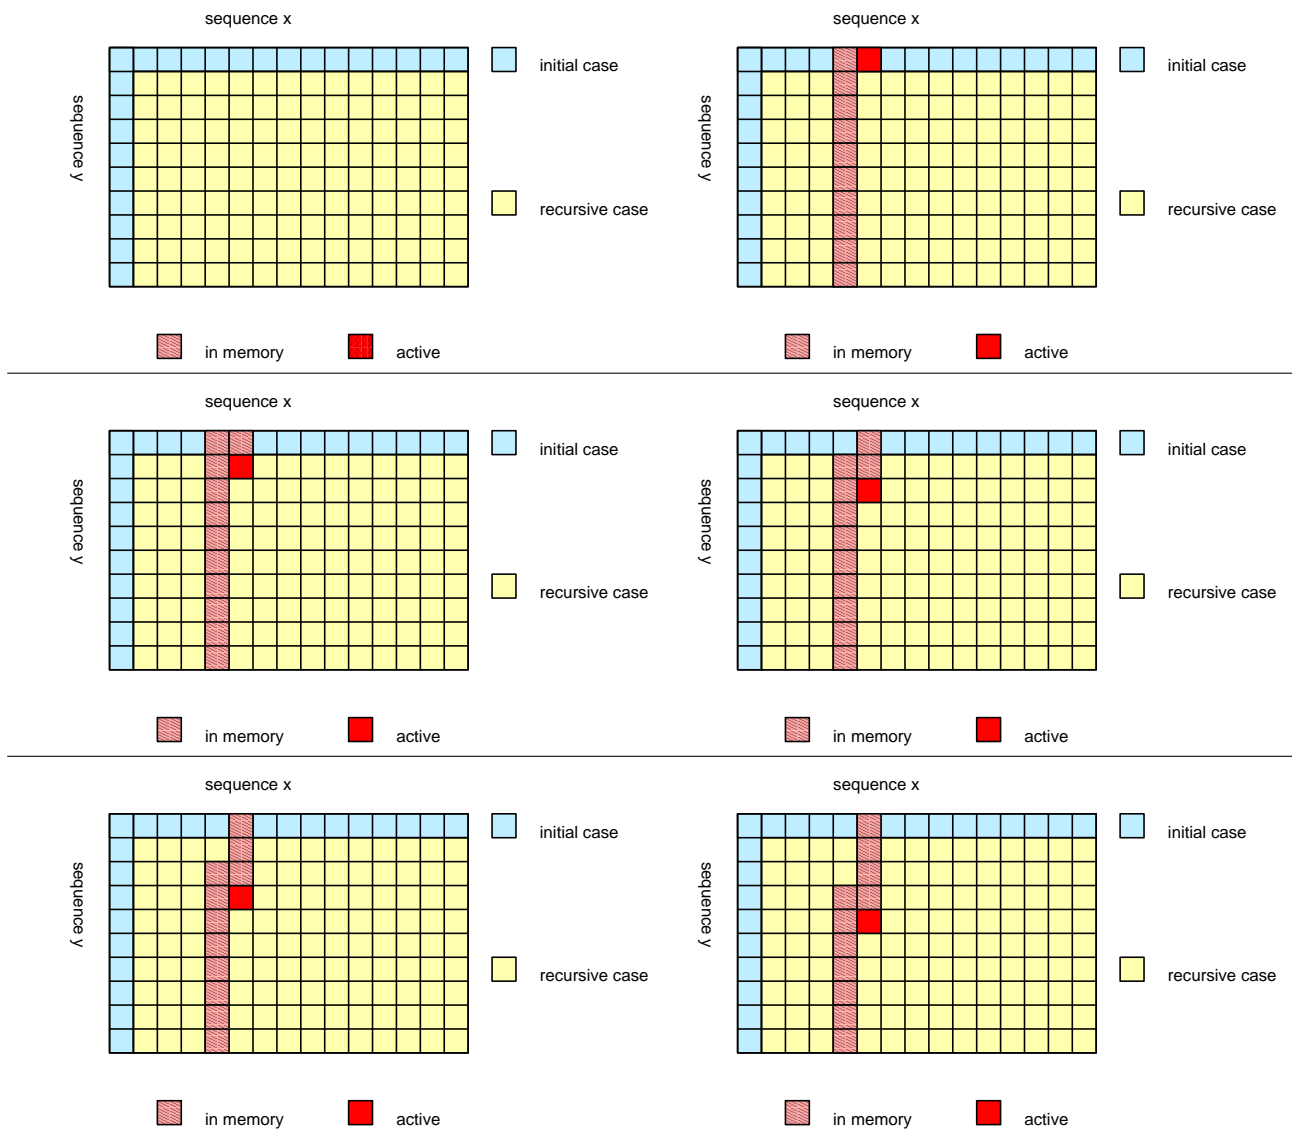 sequence x
initial case
sequence y
recursive case
in memory
active
sequence x
initial case
sequence y
recursive case
in memory
active
sequence x
initial case
sequence y
recursive case
in memory
active
sequence x
initial case
sequence y
recursive case
in memory
active
sequence x
initial case
sequence y
recursive case
in memory
active
sequence x
initial case
sequence y
recursive case
in memory
active